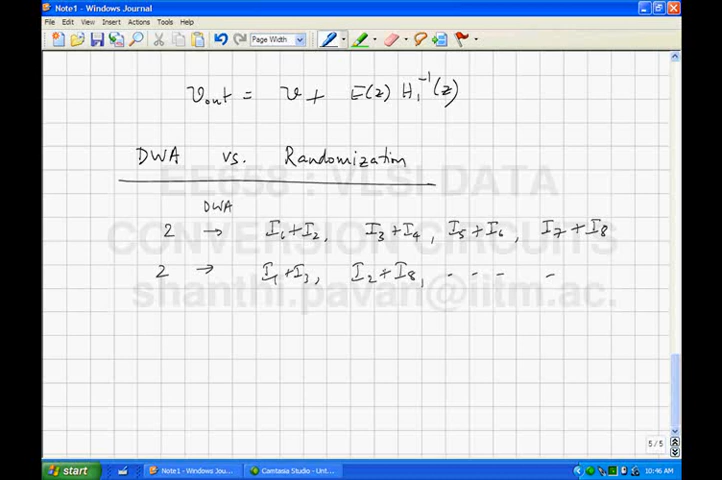 Note1 - Windows Journal
File Edit View Insert Actions Tools Help
Page Width
Vout = v + E(z) H₁⁻¹(z)
DWA vs. Randomization
EE658 : VLSI DATA
DWA
2 → I₁+I₂, I₃+I₄, I₅+I₆, I₇+I₈
CONVERSION CIRCUITS
2 → I₁+I₃, I₂+I₈, - - - -
shanthi.pavan@iitm.ac.
5 / 5
start Note1 - Windows Jou... Camtasia Studio - Unt... 10:46 AM